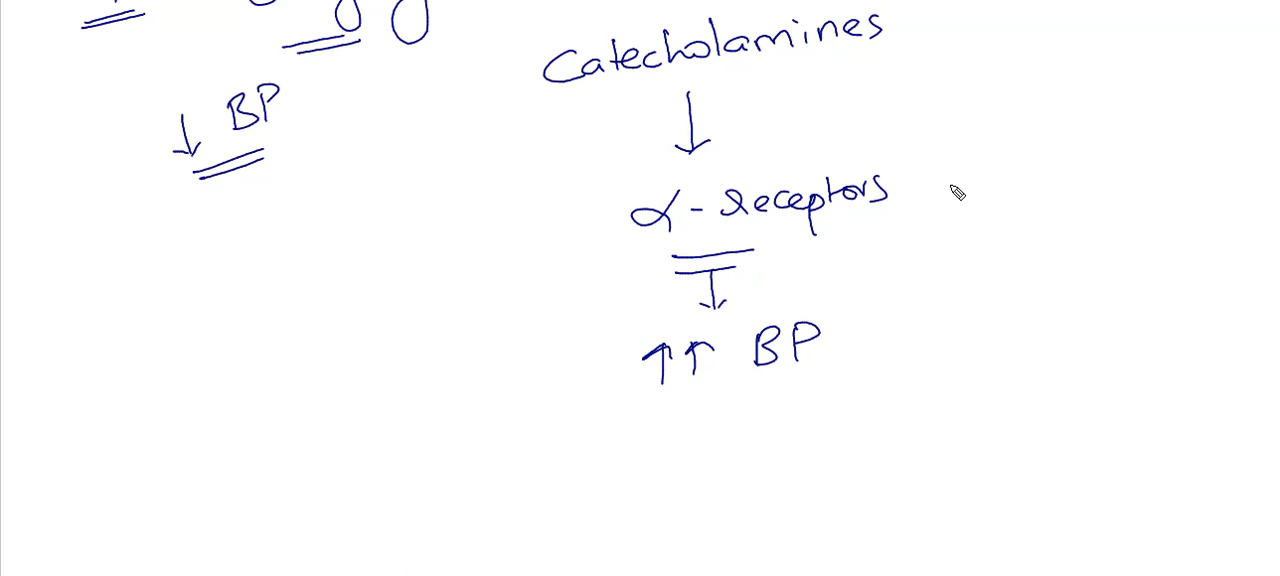 Catecholamines
↓ BP
↓
α-receptors
↓
↑↑ BP